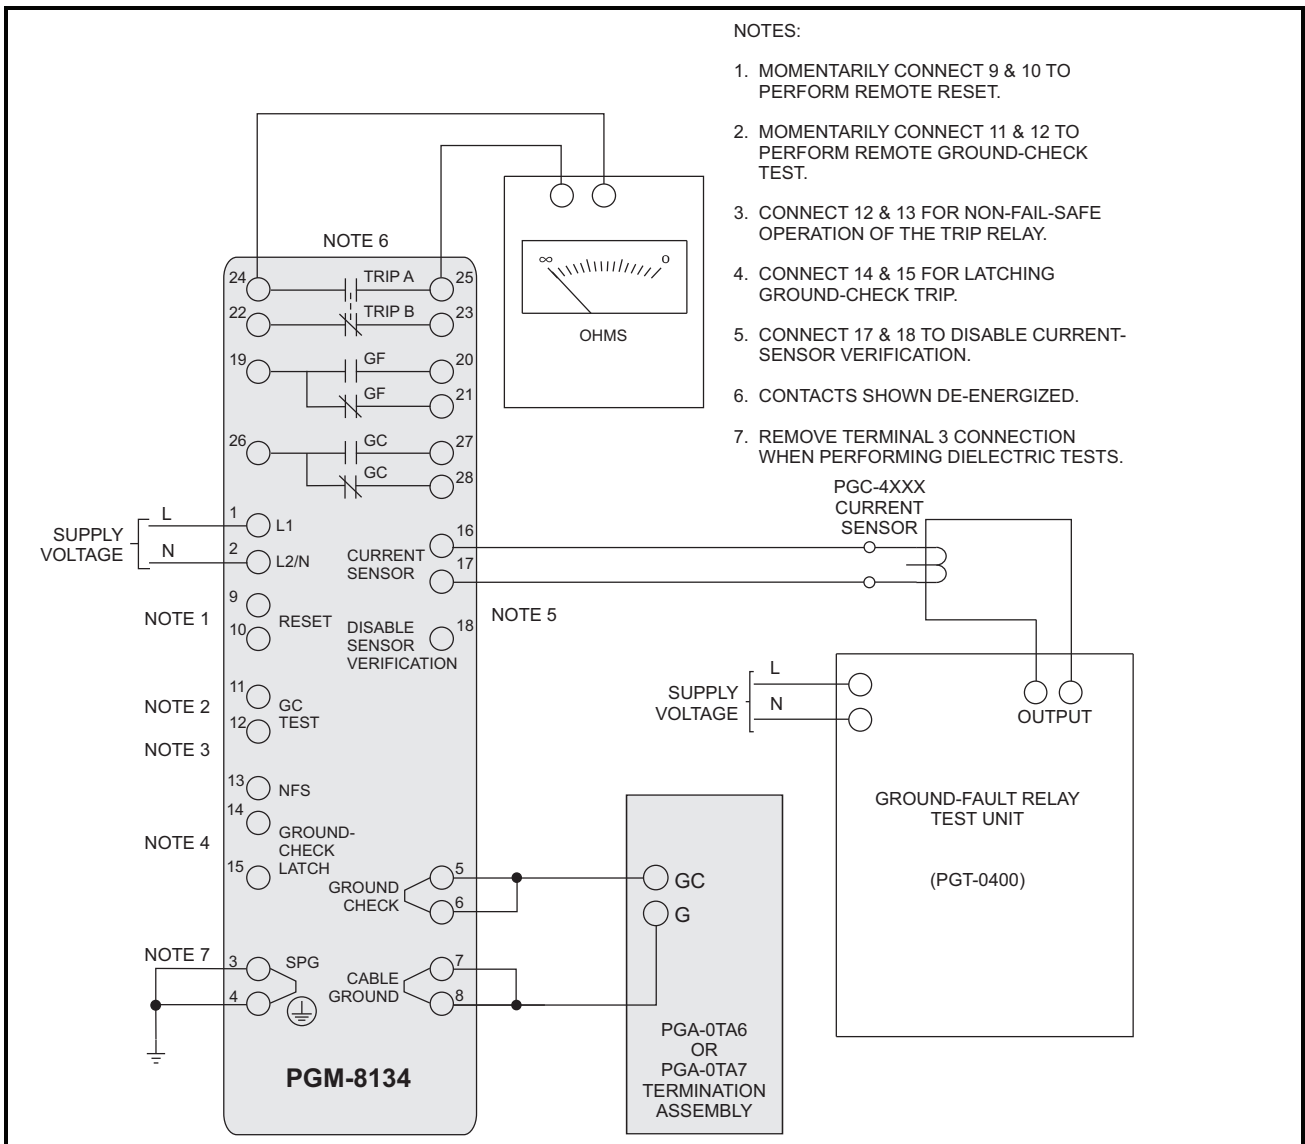 NOTES:
1. MOMENTARILY CONNECT 9 & 10 TO
PERFORM REMOTE RESET.
2. MOMENTARILY CONNECT 11 & 12 TO
PERFORM REMOTE GROUND-CHECK
TEST.
3. CONNECT 12 & 13 FOR NON-FAIL-SAFE
OPERATION OF THE TRIP RELAY.
4. CONNECT 14 & 15 FOR LATCHING
GROUND-CHECK TRIP.
5. CONNECT 17 & 18 TO DISABLE CURRENT-
SENSOR VERIFICATION.
6. CONTACTS SHOWN DE-ENERGIZED.
7. REMOVE TERMINAL 3 CONNECTION
WHEN PERFORMING DIELECTRIC TESTS.
∞ 0
OHMS
NOTE 6
24 TRIP A 25
22 TRIP B 23
19 GF 20
GF 21
26 GC 27
GC 28
SUPPLY
VOLTAGE
L
N
1 L1
2 L2/N
CURRENT
SENSOR
16
17
PGC-4XXX
CURRENT
SENSOR
NOTE 1
9
10
RESET
DISABLE
SENSOR
VERIFICATION
18
NOTE 5
NOTE 2
11
12
GC
TEST
NOTE 3
13 NFS
NOTE 4
14
15
GROUND-
CHECK
LATCH
GROUND
CHECK
5
6
NOTE 7
3
4
SPG
CABLE
GROUND
7
8
PGM-8134
GC
G
PGA-0TA6
OR
PGA-0TA7
TERMINATION
ASSEMBLY
SUPPLY
VOLTAGE
L
N
OUTPUT
GROUND-FAULT RELAY
TEST UNIT
(PGT-0400)